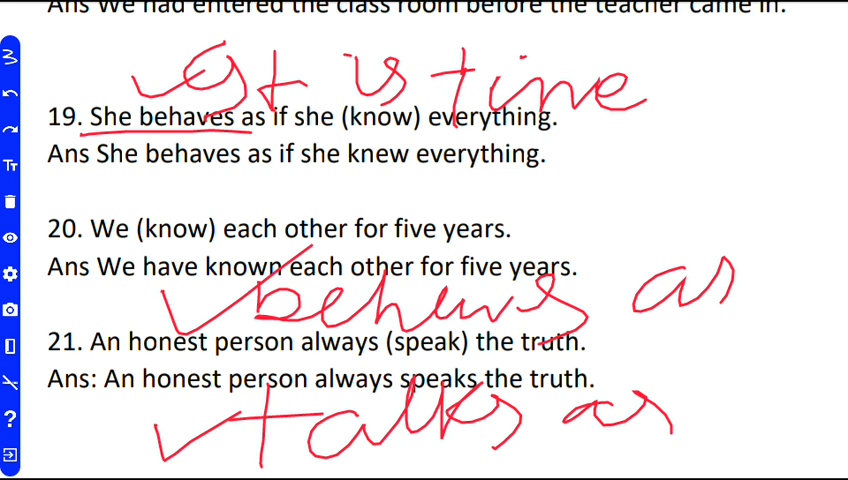 Ans We had entered the class room before the teacher came in.
It is time
19. She behaves as if she (know) everything.
Ans She behaves as if she knew everything.
20. We (know) each other for five years.
Ans We have known each other for five years.
behaves as
21. An honest person always (speak) the truth.
Ans: An honest person always speaks the truth.
talks as